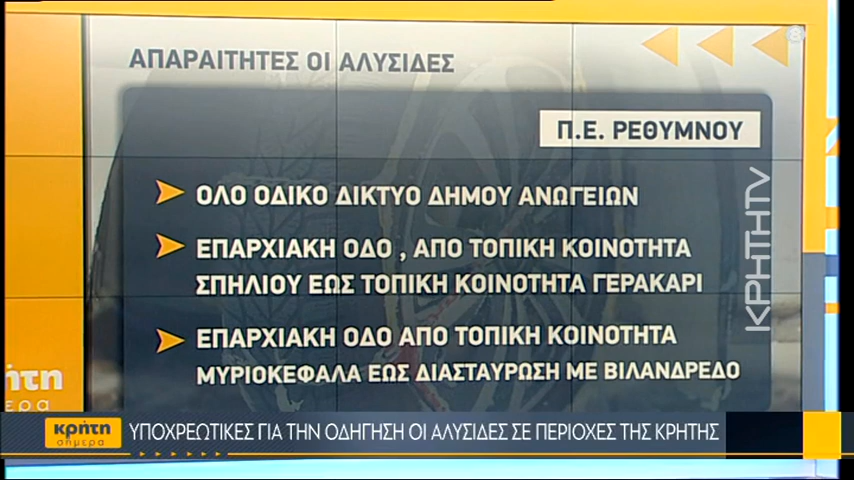 ΑΠΑΡΑΙΤΗΤΕΣ ΟΙ ΑΛΥΣΙΔΕΣ
Π.Ε. ΡΕΘΥΜΝΟΥ
ΟΛΟ ΟΔΙΚΟ ΔΙΚΤΥΟ ΔΗΜΟΥ ΑΝΩΓΕΙΩΝ
ΕΠΑΡΧΙΑΚΗ ΟΔΟ , ΑΠΟ ΤΟΠΙΚΗ ΚΟΙΝΟΤΗΤΑ
ΣΠΗΛΙΟΥ ΕΩΣ ΤΟΠΙΚΗ ΚΟΙΝΟΤΗΤΑ ΓΕΡΑΚΑΡΙ
ΕΠΑΡΧΙΑΚΗ ΟΔΟ ΑΠΟ ΤΟΠΙΚΗ ΚΟΙΝΟΤΗΤΑ
ΜΥΡΙΟΚΕΦΑΛΑ ΕΩΣ ΔΙΑΣΤΑΥΡΩΣΗ ΜΕ ΒΙΛΑΝΔΡΕΔΟ
ΚΡΗΤΗTV
ήτη
ερα
κρήτη
σήμερα
ΥΠΟΧΡΕΩΤΙΚΕΣ ΓΙΑ ΤΗΝ ΟΔΗΓΗΣΗ ΟΙ ΑΛΥΣΙΔΕΣ ΣΕ ΠΕΡΙΟΧΕΣ ΤΗΣ ΚΡΗΤΗΣ